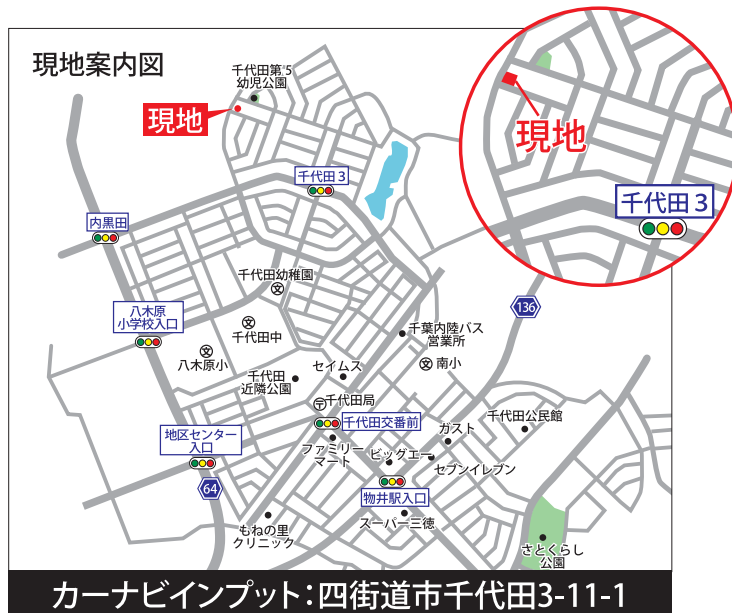 現地案内図
千代田第5
幼児公園
現地
現地
千代田3
千代田3
内黒田
千代田幼稚園
文
136
八木原
小学校入口
文
千代田中
文
八木原小
千葉内陸バス
営業所
文 南小
千代田
近隣公園
セイムス
〒千代田局
千代田交番前
千代田公民館
ガスト
地区センター
入口
ファミリー
マート
ビッグエー
セブンイレブン
64
物井駅入口
スーパー三徳
もねの里
クリニック
さとくらし
公園
カーナビインプット:四街道市千代田3-11-1